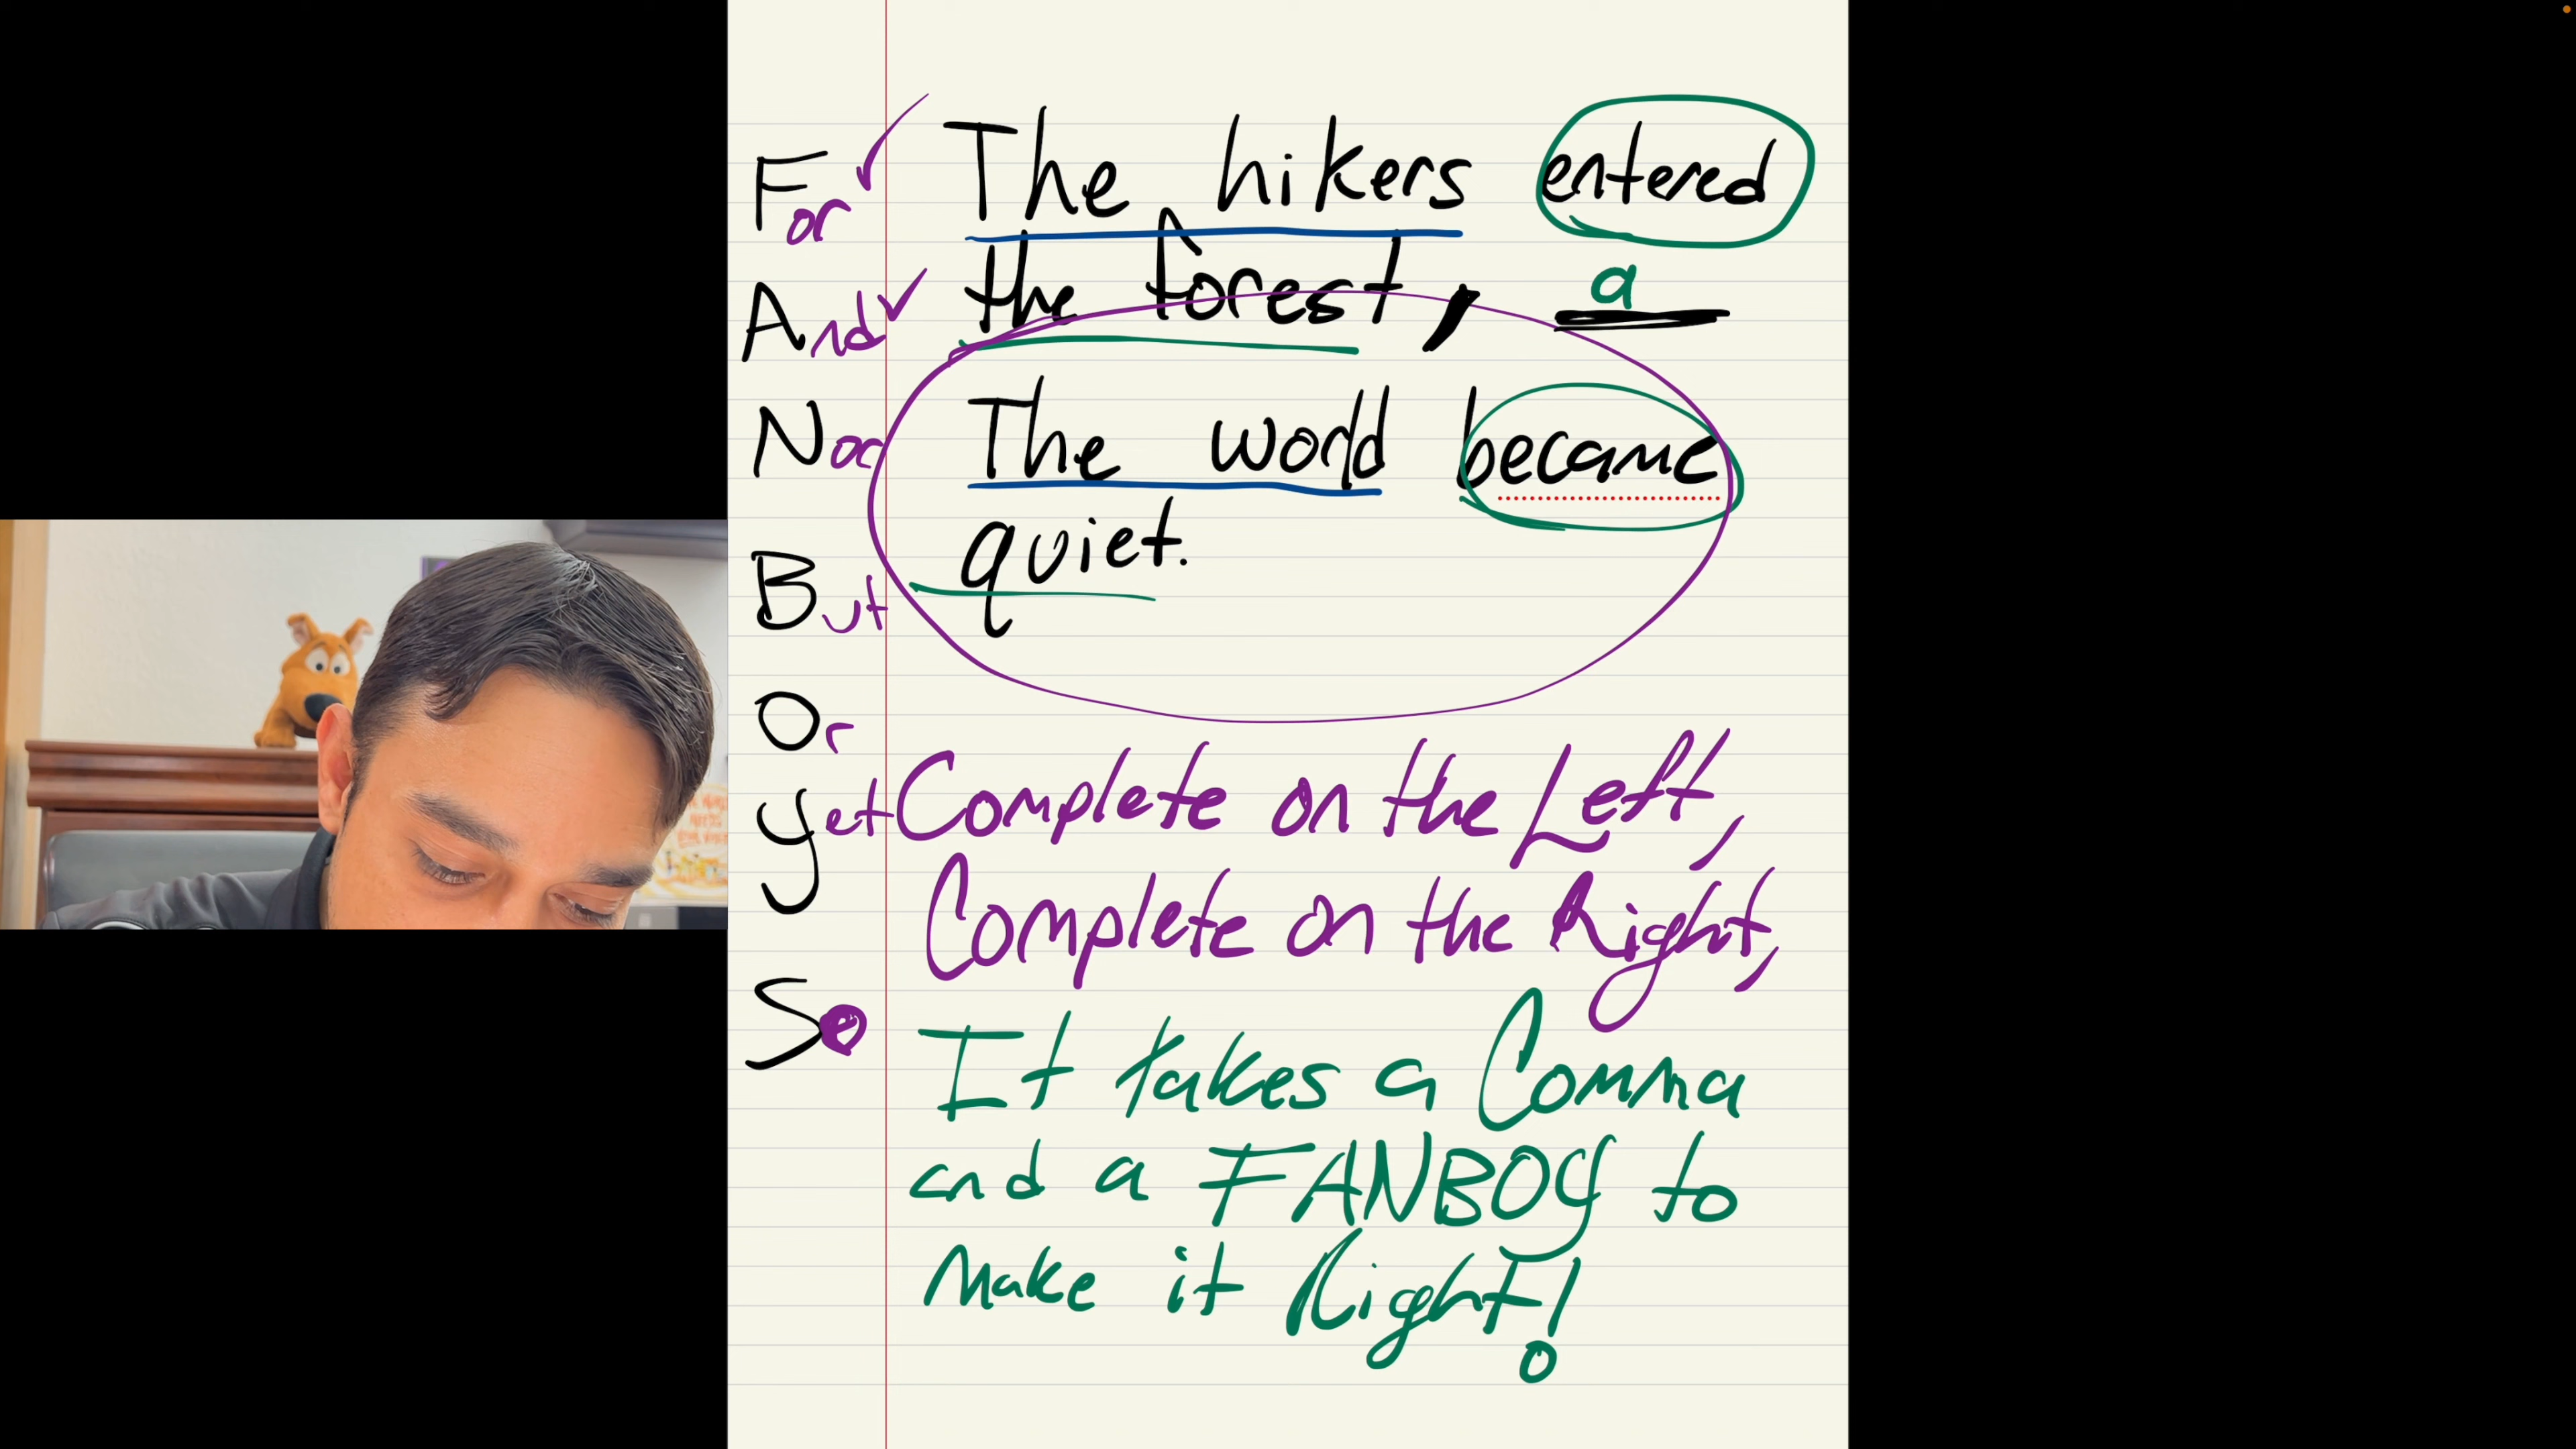 For
And
Nor
But
Or
Yet
So
The hikers entered
the forest, a
The world became
quiet.
Complete on the Left,
Complete on the Right,
It takes a Comma
and a FANBOY to
Make it Right!